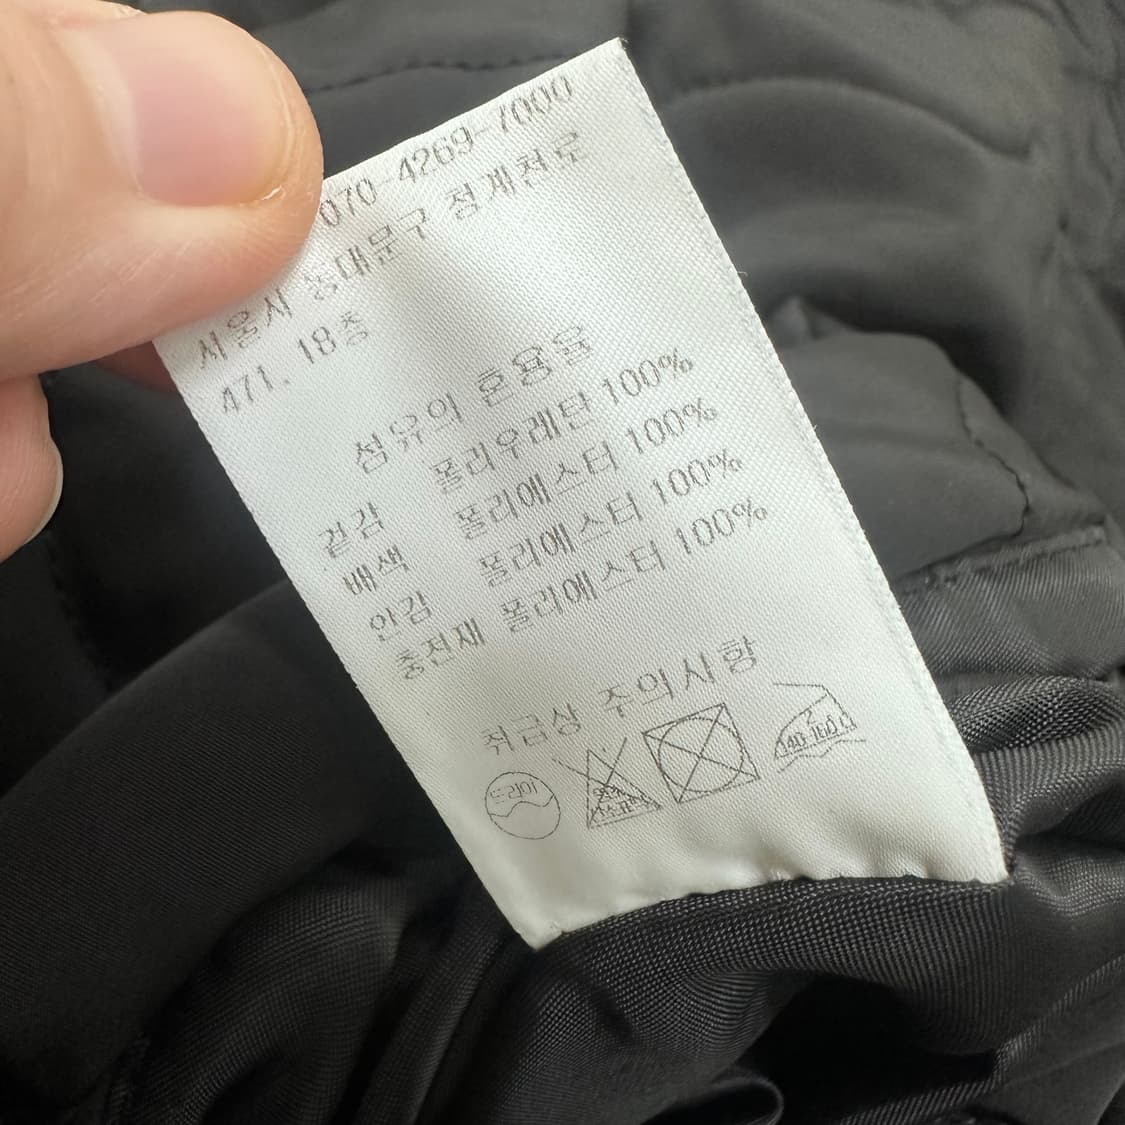 070-4269-7000
서울시 동대문구 청계천로
471. 18층
섬유의 혼용율
겉감 폴리우레탄 100%
배색 폴리에스터 100%
안감 폴리에스터 100%
충전재 폴리에스터 100%
취급상 주의사항
드라이
140-160℃